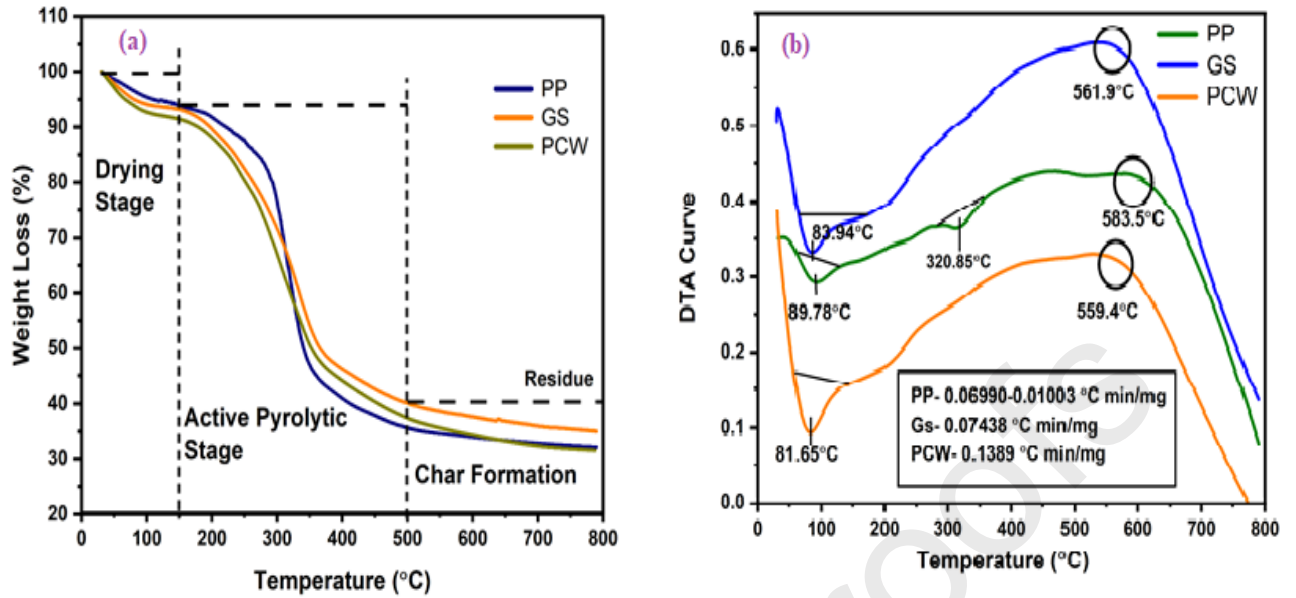 (a)
110
100
90
80
70
60
50
40
30
20
0
100
200
300
400
500
600
700
800
Weight Loss (%)
Temperature (°C)
PP
GS
PCW
Drying
Stage
Active Pyrolytic
Stage
Residue
Char Formation
(b)
0.6
0.5
0.4
0.3
0.2
0.1
0.0
0
100
200
300
400
500
600
700
800
DTA Curve
Temperature (°C)
PP
GS
PCW
561.9°C
83.94°C
583.5°C
320.85°C
89.78°C
559.4°C
81.65°C
PP- 0.06990-0.01003 °C min/mg
Gs- 0.07438 °C min/mg
PCW- 0.1389 °C min/mg
roofs